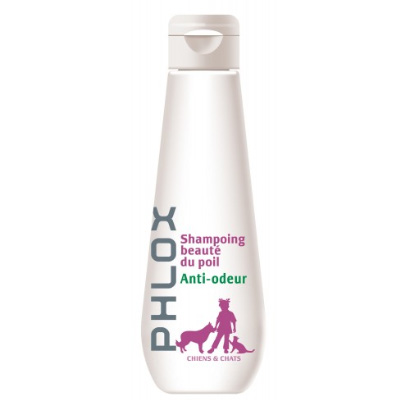 PHLOX
Shampoing
beauté
du poil
Anti-odeur
CHIENS & CHATS